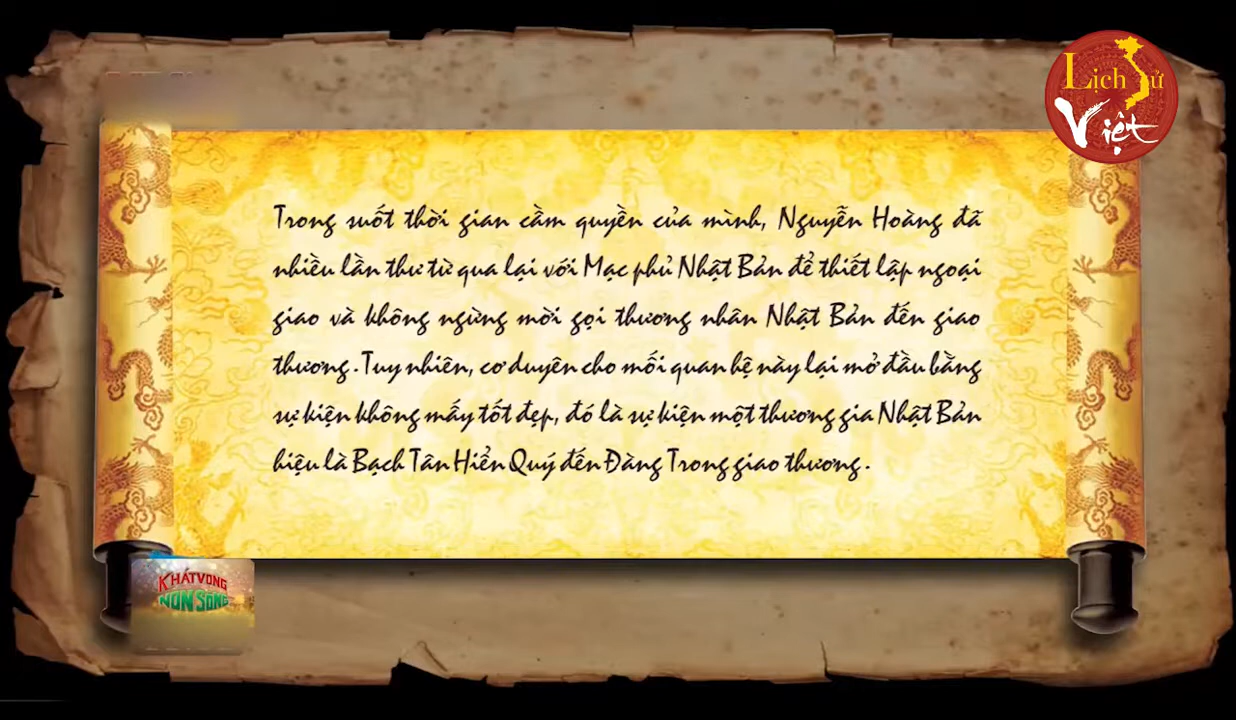 Lịch Sử
Việt
Trong suốt thời gian cầm quyền của mình, Nguyễn Hoàng đã
nhiều lần thư từ qua lại với Mạc phủ Nhật Bản để thiết lập ngoại
giao và không ngừng mời gọi thương nhân Nhật Bản đến giao
thương. Tuy nhiên, cơ duyên cho mối quan hệ này lại mở đầu bằng
sự kiện không mấy tốt đẹp, đó là sự kiện một thương gia Nhật Bản
hiệu là Bạch Tân Hiển Quý đến Đàng Trong giao thương.
KHÁT VỌNG
NON SÔNG